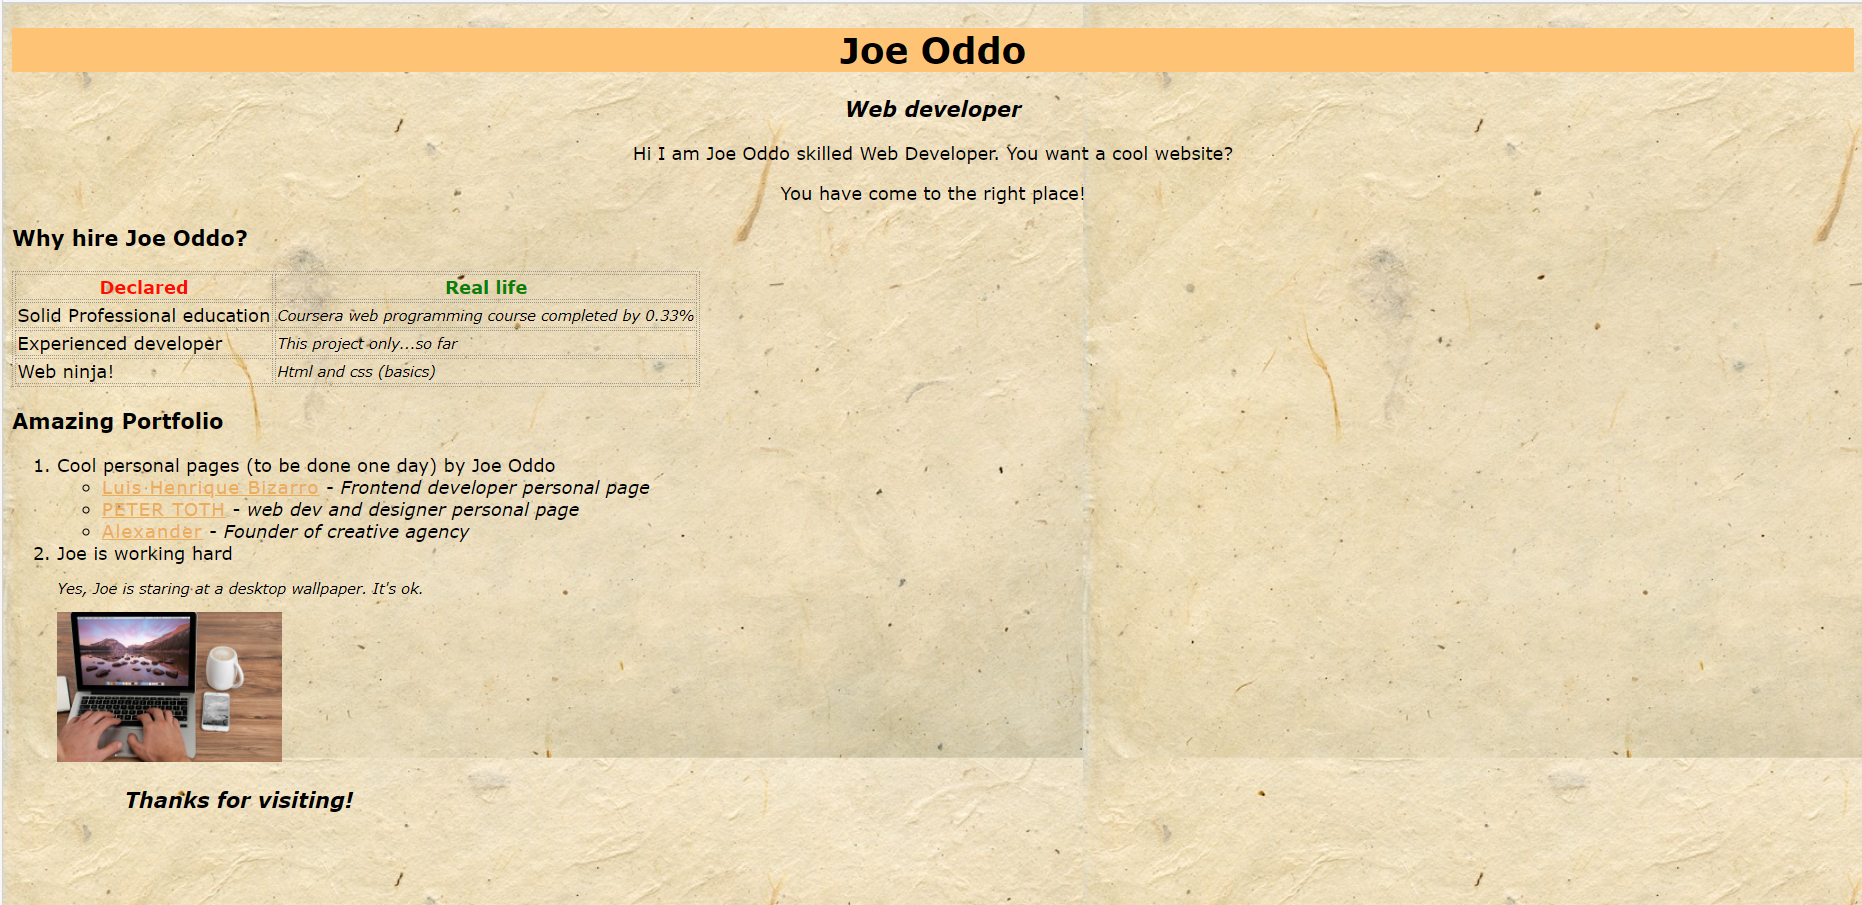 Joe Oddo
Web developer
Hi I am Joe Oddo skilled Web Developer. You want a cool website?
You have come to the right place!
Why hire Joe Oddo?
Declared Real life
Solid Professional education Coursera web programming course completed by 0.33%
Experienced developer This project only...so far
Web ninja! Html and css (basics)
Amazing Portfolio
1. Cool personal pages (to be done one day) by Joe Oddo
Luis Henrique Bizarro - Frontend developer personal page
PETER TOTH - web dev and designer personal page
Alexander - Founder of creative agency
2. Joe is working hard
Yes, Joe is staring at a desktop wallpaper. It's ok.
Thanks for visiting!